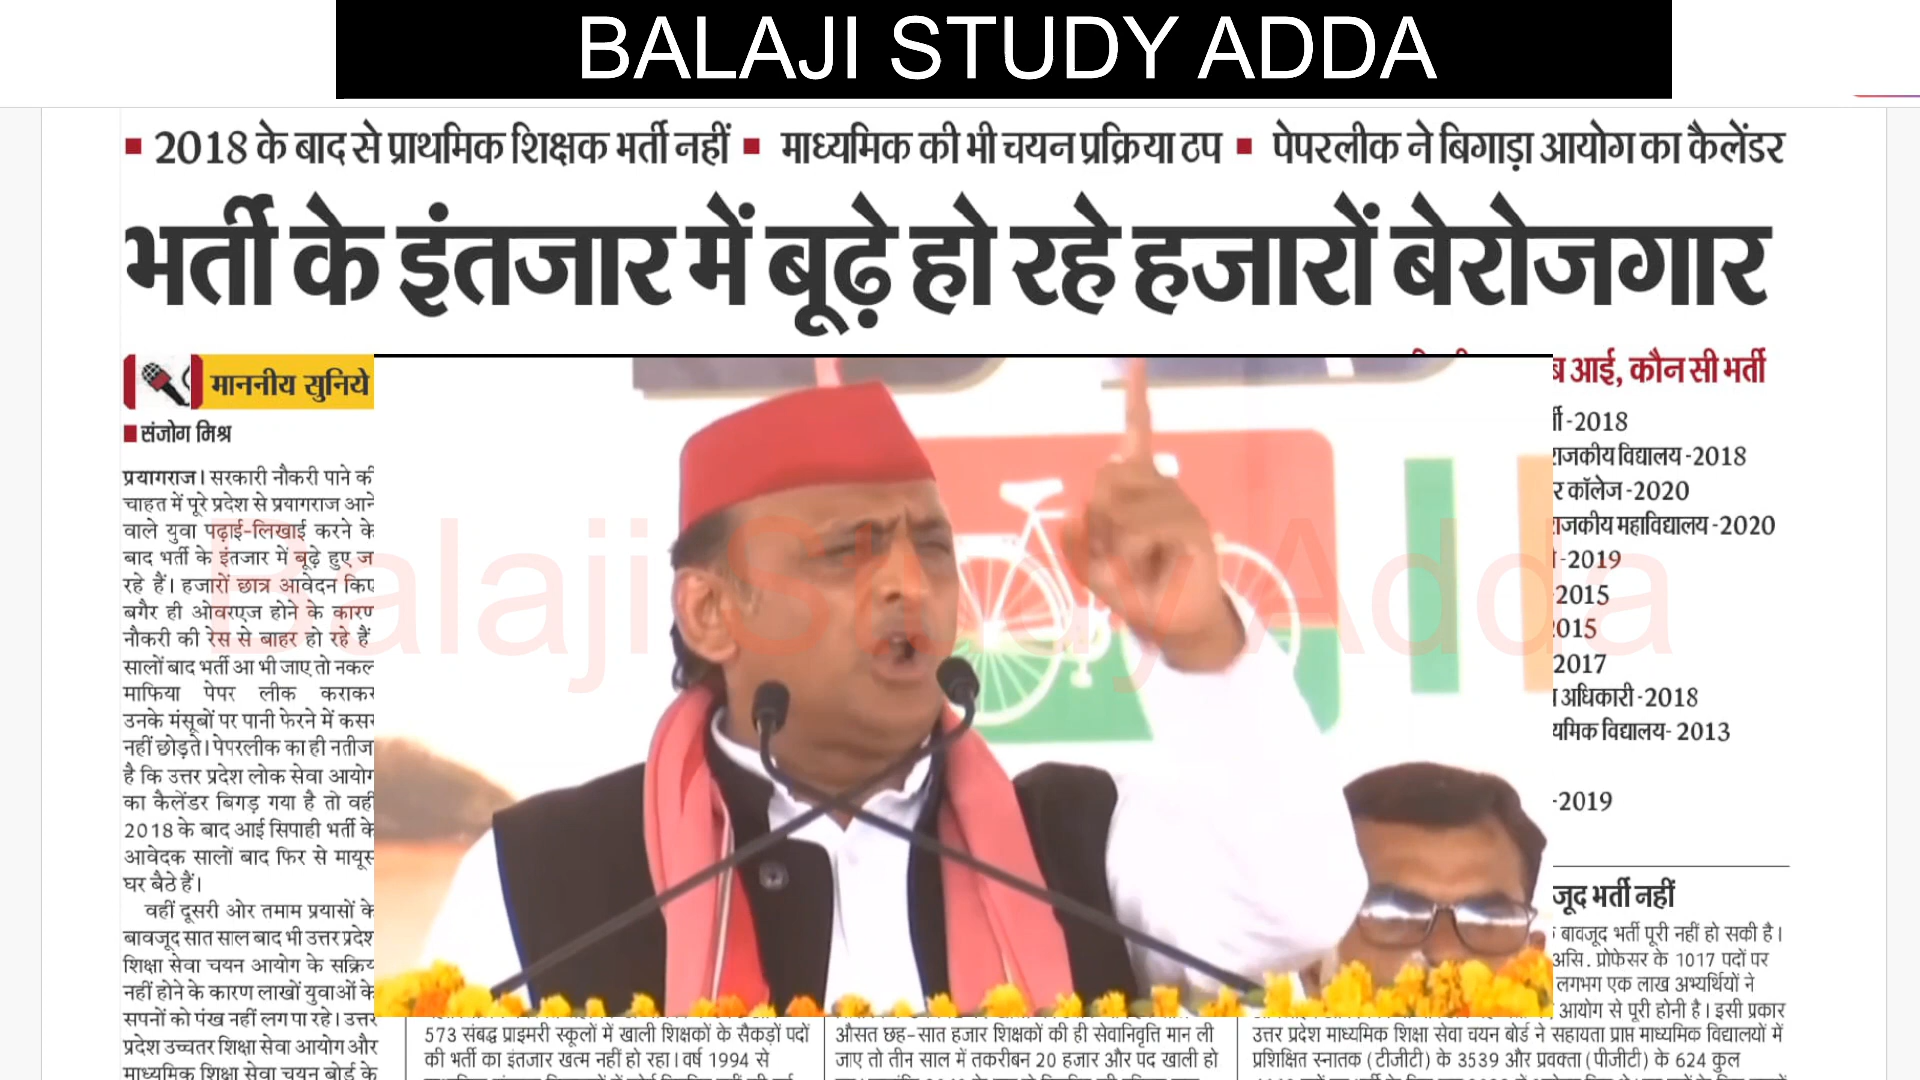 BALAJI STUDY ADDA
2018 के बाद से प्राथमिक शिक्षक भर्ती नहीं ■ माध्यमिक की भी चयन प्रक्रिया ठप ■ पेपरलीक ने बिगाड़ा आयोग का कैलेंडर
भर्ती के इंतजार में बूढ़े हो रहे हजारों बेरोजगार
माननीय सुनिये
संजोग मिश्र
प्रयागराज। सरकारी नौकरी पाने की
चाहत में पूरे प्रदेश से प्रयागराज आने
वाले युवा पढ़ाई-लिखाई करने के
बाद भर्ती के इंतजार में बूढ़े हुए ज
रहे हैं। हजारों छात्र आवेदन किए
बगैर ही ओवरएज होने के कारण
नौकरी की रेस से बाहर हो रहे हैं
सालों बाद भर्ती आ भी जाए तो नकल
माफिया पेपर लीक कराकर
उनके मंसूबों पर पानी फेरने में कसर
नहीं छोड़ते। पेपरलीक का ही नतीज
है कि उत्तर प्रदेश लोक सेवा आयोग
का कैलेंडर बिगड़ गया है तो वहीं
2018 के बाद आई सिपाही भर्ती के
आवेदक सालों बाद फिर से मायूस
घर बैठे हैं।
वहीं दूसरी ओर तमाम प्रयासों के
बावजूद सात साल बाद भी उत्तर प्रदेश
शिक्षा सेवा चयन आयोग के सक्रिय
नहीं होने के कारण लाखों युवाओं के
सपनों को पंख नहीं लग पा रहे। उत्तर
प्रदेश उच्चतर शिक्षा सेवा आयोग और
माध्यमिक शिक्षा सेवा चयन बोर्ड के
573 संबद्ध प्राइमरी स्कूलों में खाली शिक्षकों के सैकड़ों पदों
की भर्ती का इंतजार खत्म नहीं हो रहा। वर्ष 1994 से
औसत छह-सात हजार शिक्षकों की ही सेवानिवृति मान ली
जाए तो तीन साल में तकरीबन 20 हजार और पद खाली हो
ब आई, कौन सी भर्ती
र्ती -2018
राजकीय विद्यालय -2018
र कॉलेज -2020
राजकीय महाविद्यालय -2020
-2019
2015
2015
2017
अधिकारी -2018
यमिक विद्यालय- 2013
-2019
जूद भर्ती नहीं
बावजूद भर्ती पूरी नहीं हो सकी है।
असि. प्रोफेसर के 1017 पदों पर
लगभग एक लाख अभ्यर्थियों ने
आयोग से पूरी होनी है। इसी प्रकार
उत्तर प्रदेश माध्यमिक शिक्षा सेवा चयन बोर्ड ने सहायता प्राप्त माध्यमिक विद्यालयों में
प्रशिक्षित स्नातक (टीजीटी) के 3539 और प्रवक्ता (पीजीटी) के 624 कुल
Balaji Study Adda